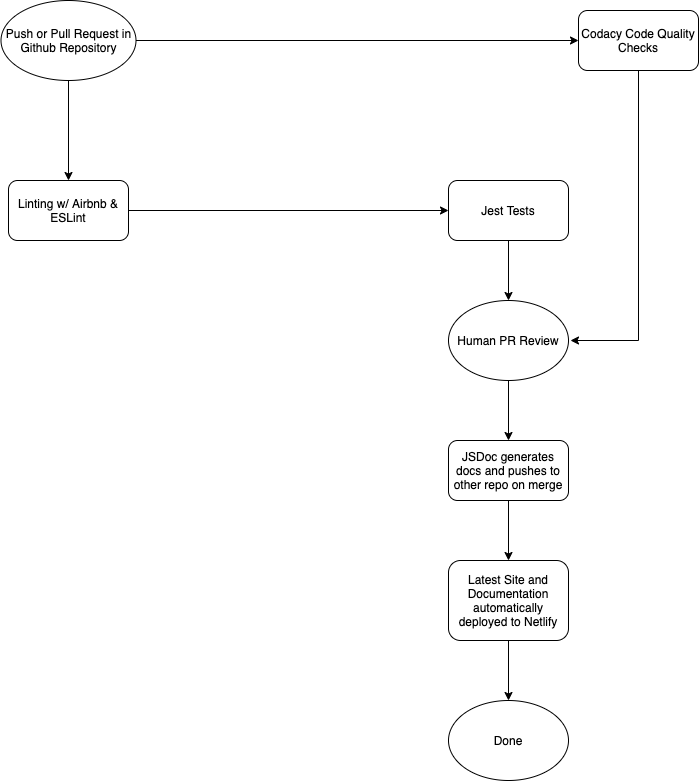 Push or Pull Request in
Github Repository
Codacy Code Quality
Checks
Linting w/ Airbnb &
ESLint
Jest Tests
Human PR Review
JSDoc generates
docs and pushes to
other repo on merge
Latest Site and
Documentation
automatically
deployed to Netlify
Done